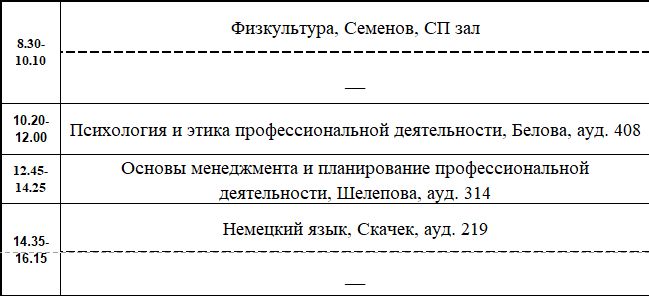 8.30-
10.10
Физкультура, Семенов, СП зал
—
10.20-
12.00
Психология и этика профессиональной деятельности, Белова, ауд. 408
12.45-
14.25
Основы менеджмента и планирование профессиональной
деятельности, Шелепова, ауд. 314
14.35-
16.15
Немецкий язык, Скачек, ауд. 219
—